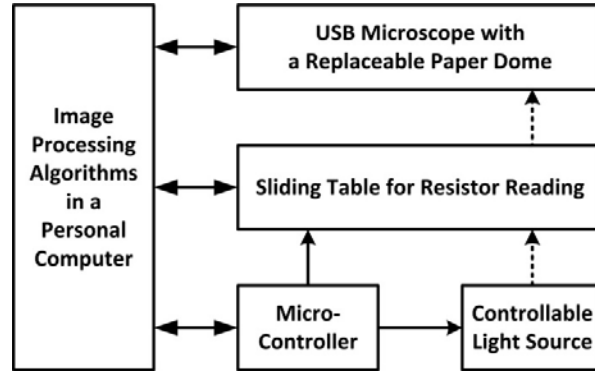 USB Microscope with
a Replaceable Paper Dome
Image
Processing
Algorithms
in a
Personal
Computer
Sliding Table for Resistor Reading
Micro-
Controller
Controllable
Light Source